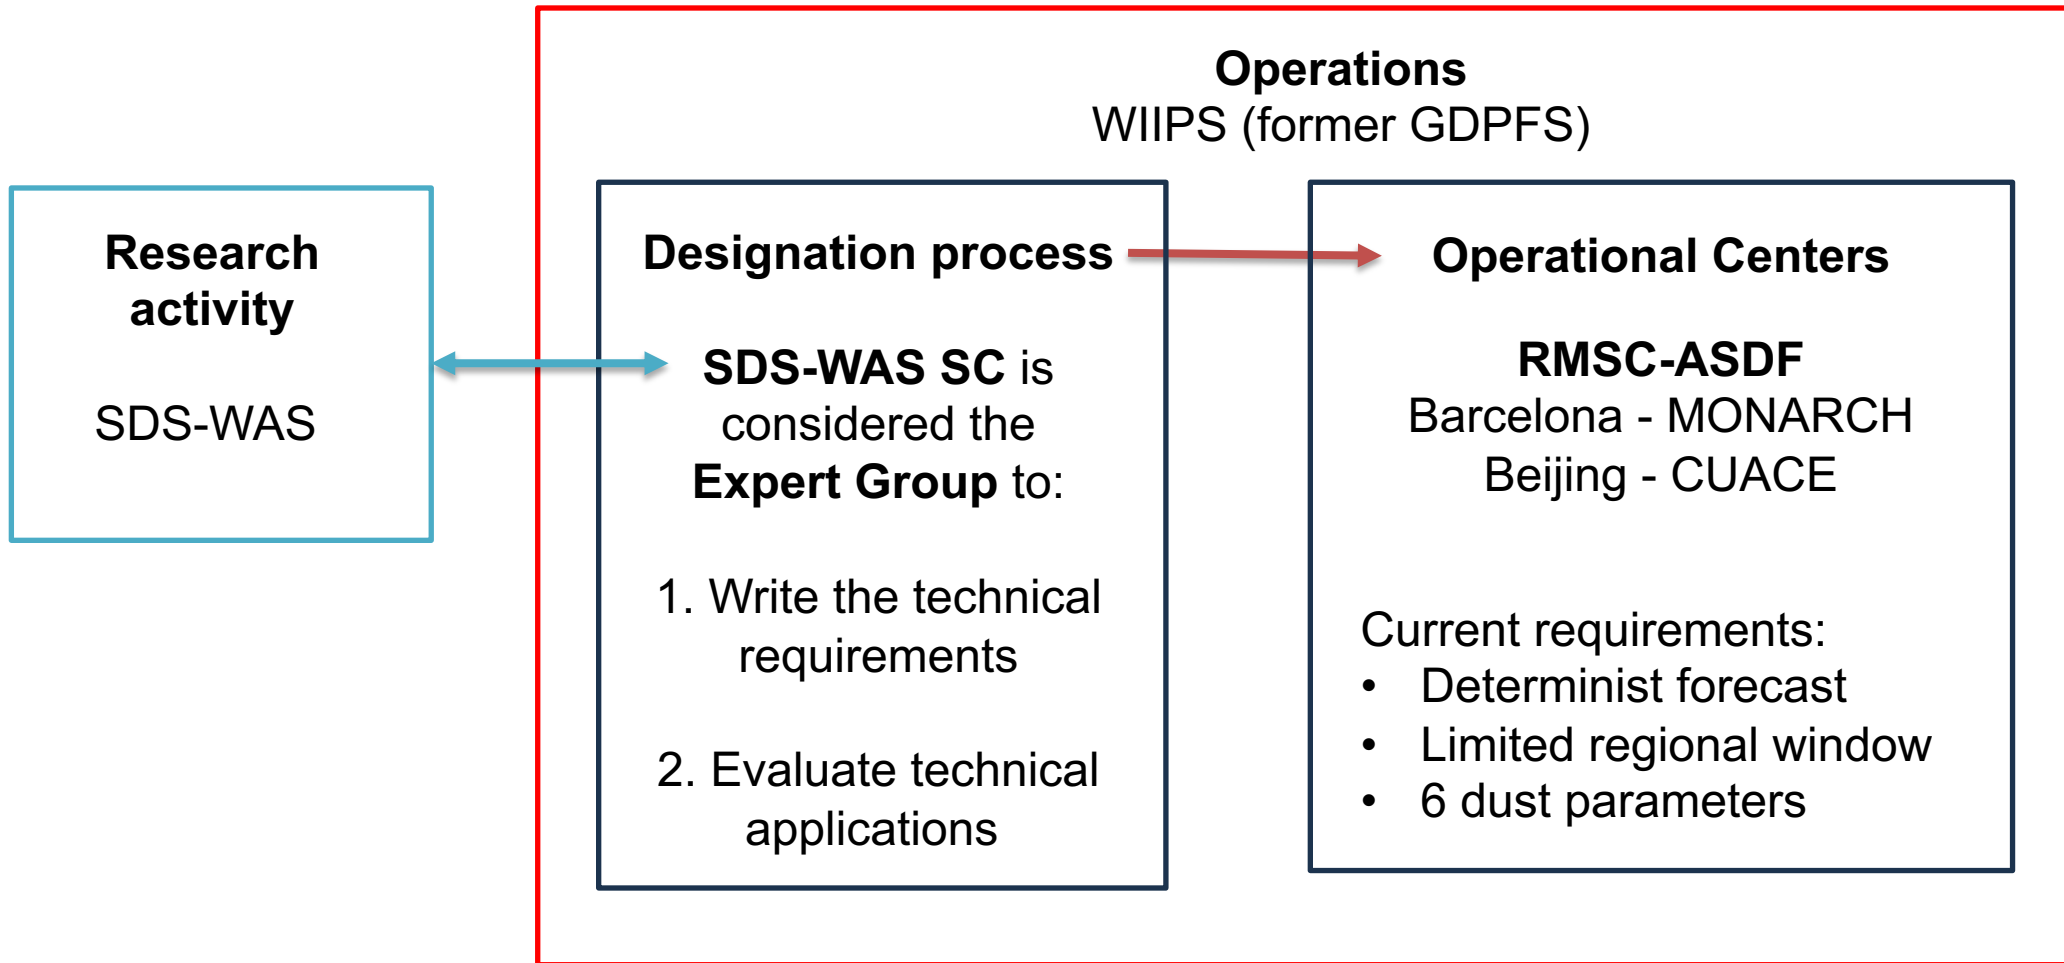 Operations
WIIPS (former GDPFS)
Research
activity
SDS-WAS
Designation process
SDS-WAS SC is
considered the
Expert Group to:
1. Write the technical
requirements
2. Evaluate technical
applications
Operational Centers
RMSC-ASDF
Barcelona - MONARCH
Beijing - CUACE
Current requirements:
• Determinist forecast
• Limited regional window
• 6 dust parameters